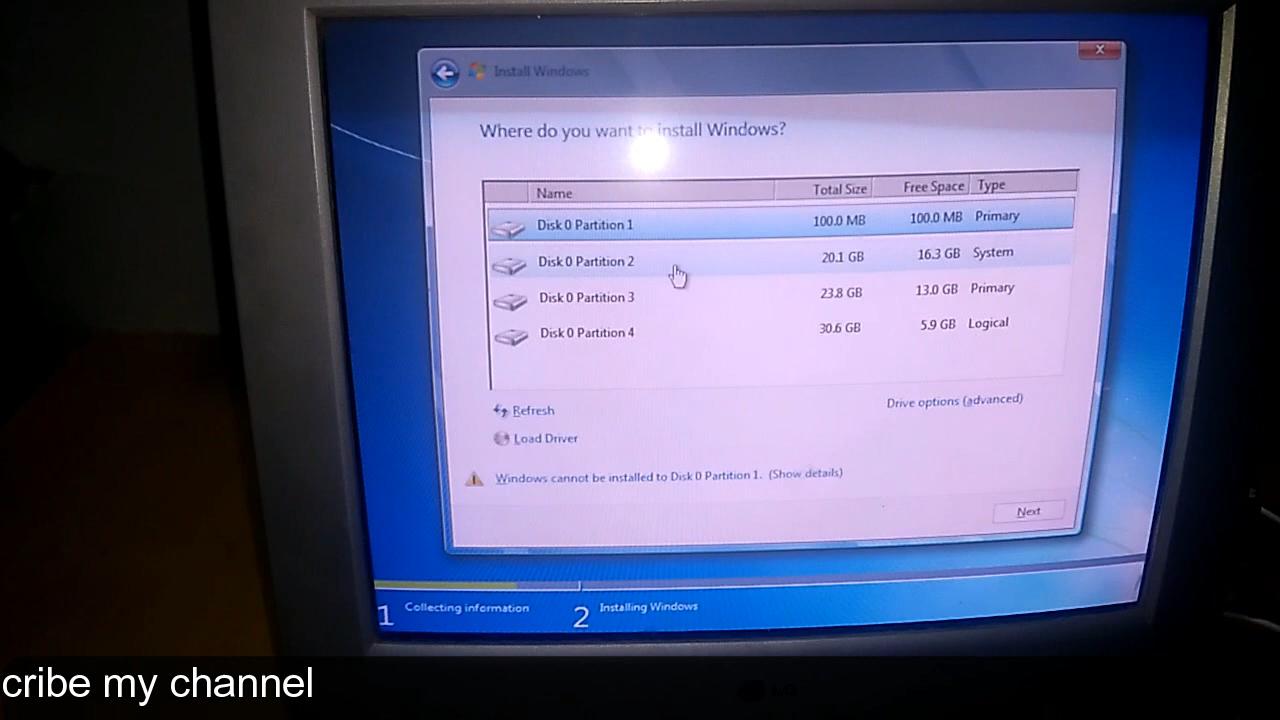 Install Windows
Where do you want to install Windows?
Name Total Size Free Space Type
Disk 0 Partition 1 100.0 MB 100.0 MB Primary
Disk 0 Partition 2 20.1 GB 16.3 GB System
Disk 0 Partition 3 23.8 GB 13.0 GB Primary
Disk 0 Partition 4 30.6 GB 5.9 GB Logical
Refresh Drive options (advanced)
Load Driver
Windows cannot be installed to Disk 0 Partition 1. (Show details)
Next
1 Collecting information 2 Installing Windows
cribe my channel
LG